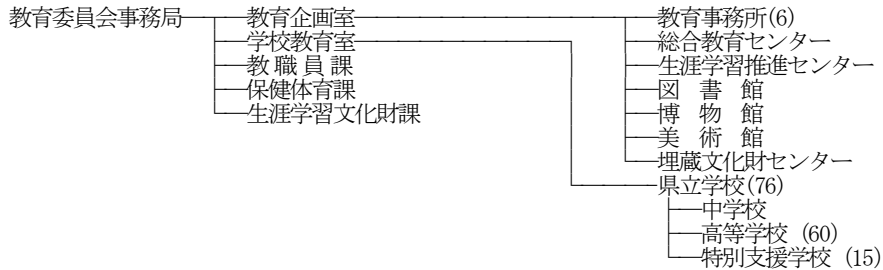 教育委員会事務局 教育企画室 教育事務所(6)
学校教育室 総合教育センター
教 職 員 課 生涯学習推進センター
保健体育課 図 書 館
生涯学習文化財課 博 物 館
美 術 館
埋蔵文化財センター
県立学校(76)
中学校
高等学校 (60)
特別支援学校 (15)